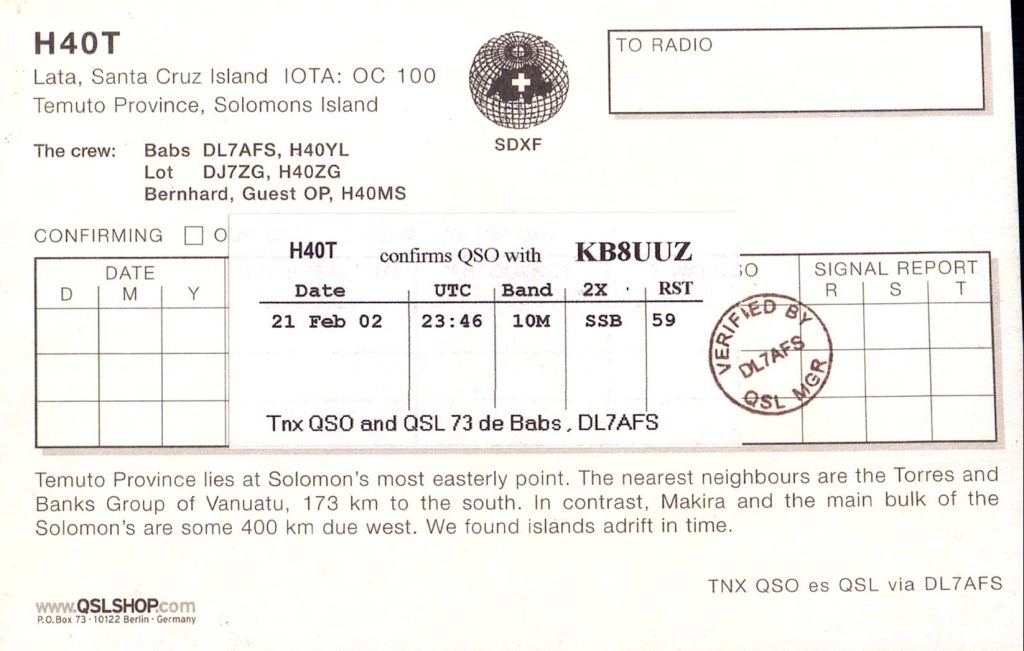 H40T
Lata, Santa Cruz Island IOTA: OC 100
Temuto Province, Solomons Island
SDXF
TO RADIO
The crew: Babs DL7AFS, H40YL
Lot DJ7ZG, H40ZG
Bernhard, Guest OP, H40MS
CONFIRMING
H40T confirms QSO with KB8UUZ
DATE
D M Y
SIGNAL REPORT
R S T
Date UTC Band 2X RST
21 Feb 02 23:46 10M SSB 59
VERIFIED BY
DL7AFS
QSL MGR
Tnx QSO and QSL 73 de Babs, DL7AFS
Temuto Province lies at Solomon's most easterly point. The nearest neighbours are the Torres and
Banks Group of Vanuatu, 173 km to the south. In contrast, Makira and the main bulk of the
Solomon's are some 400 km due west. We found islands adrift in time.
TNX QSO es QSL via DL7AFS
www.QSLSHOP.com
P.O.Box 73 · 10122 Berlin · Germany